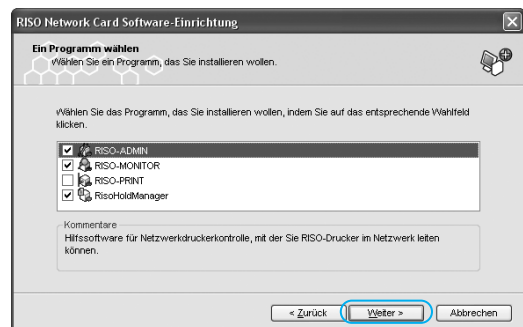 RISO Network Card Software-Einrichtung
Ein Programm wählen
Wählen Sie ein Programm, das Sie installieren wollen.
Wählen Sie das Programm, das Sie installieren wollen, indem Sie auf das entsprechende Wahlfeld
klicken.
RISO-ADMIN
RISO-MONITOR
RISO-PRINT
RisoHoldManager
Kommentare
Hilfssoftware für Netzwerkdruckerkontrolle, mit der Sie RISO-Drucker im Netzwerk leiten
können.
< Zurück
Weiter >
Abbrechen